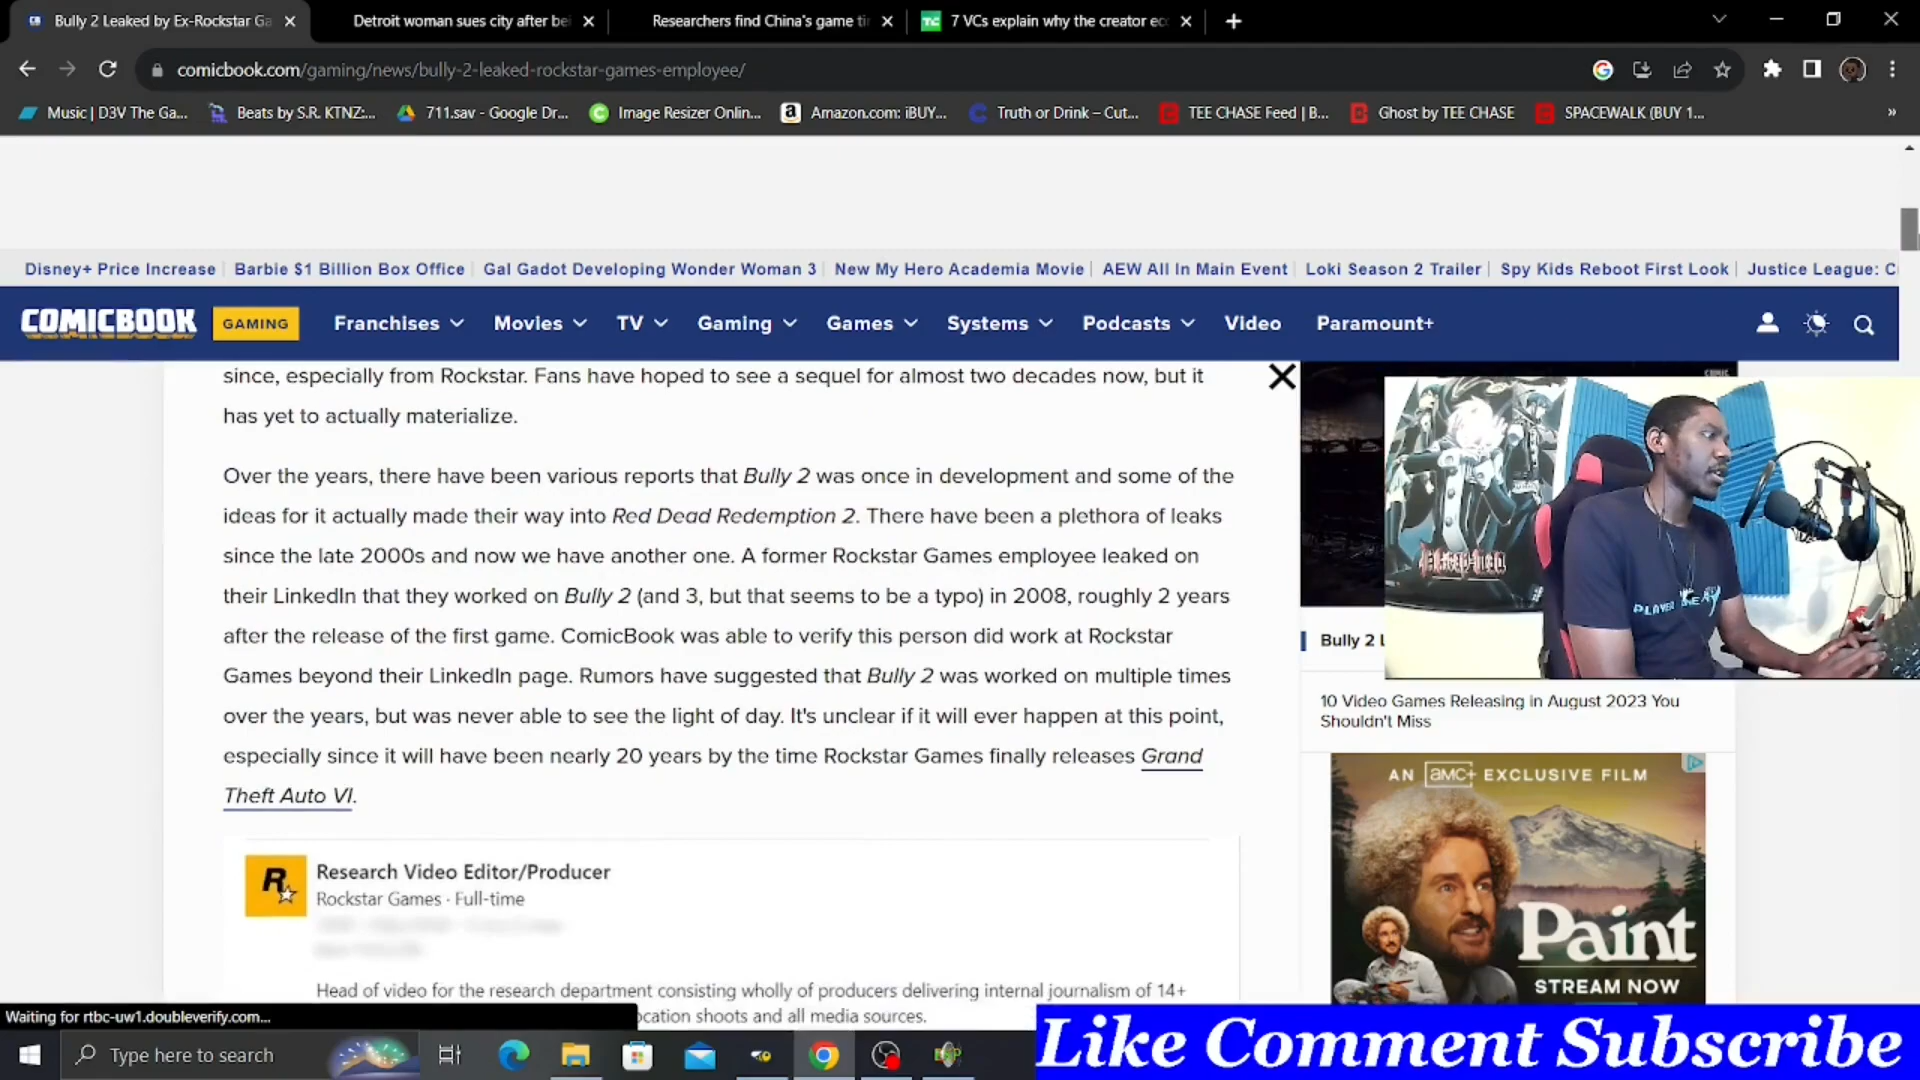 Bully 2 Leaked by Ex-Rockstar Ga
Detroit woman sues city after bei
Researchers find China's game tir
7 VCs explain why the creator ec
comicbook.com/gaming/news/bully-2-leaked-rockstar-games-employee/
Music | D3V The Ga...
Beats by S.R. KTNZ:...
711.sav - Google Dr...
Image Resizer Onlin...
Amazon.com: iBUY...
Truth or Drink – Cut...
TEE CHASE Feed | B...
Ghost by TEE CHASE
SPACEWALK (BUY 1...
Disney+ Price Increase
Barbie $1 Billion Box Office
Gal Gadot Developing Wonder Woman 3
New My Hero Academia Movie
AEW All In Main Event
Loki Season 2 Trailer
Spy Kids Reboot First Look
Justice League: C
COMICBOOK
GAMING
Franchises
Movies
TV
Gaming
Games
Systems
Podcasts
Video
Paramount+
since, especially from Rockstar. Fans have hoped to see a sequel for almost two decades now, but it
has yet to actually materialize.
Over the years, there have been various reports that Bully 2 was once in development and some of the
ideas for it actually made their way into Red Dead Redemption 2. There have been a plethora of leaks
since the late 2000s and now we have another one. A former Rockstar Games employee leaked on
their LinkedIn that they worked on Bully 2 (and 3, but that seems to be a typo) in 2008, roughly 2 years
after the release of the first game. ComicBook was able to verify this person did work at Rockstar
Games beyond their LinkedIn page. Rumors have suggested that Bully 2 was worked on multiple times
over the years, but was never able to see the light of day. It's unclear if it will ever happen at this point,
especially since it will have been nearly 20 years by the time Rockstar Games finally releases Grand
Theft Auto VI.
Research Video Editor/Producer
Rockstar Games · Full-time
Head of video for the research department consisting wholly of producers delivering internal journalism of 14+
ocation shoots and all media sources.
Bully 2 L
10 Video Games Releasing in August 2023 You
Shouldn't Miss
AN amc+ EXCLUSIVE FILM
Paint
STREAM NOW
Waiting for rtbc-uw1.doubleverify.com...
Type here to search
Like Comment Subscribe